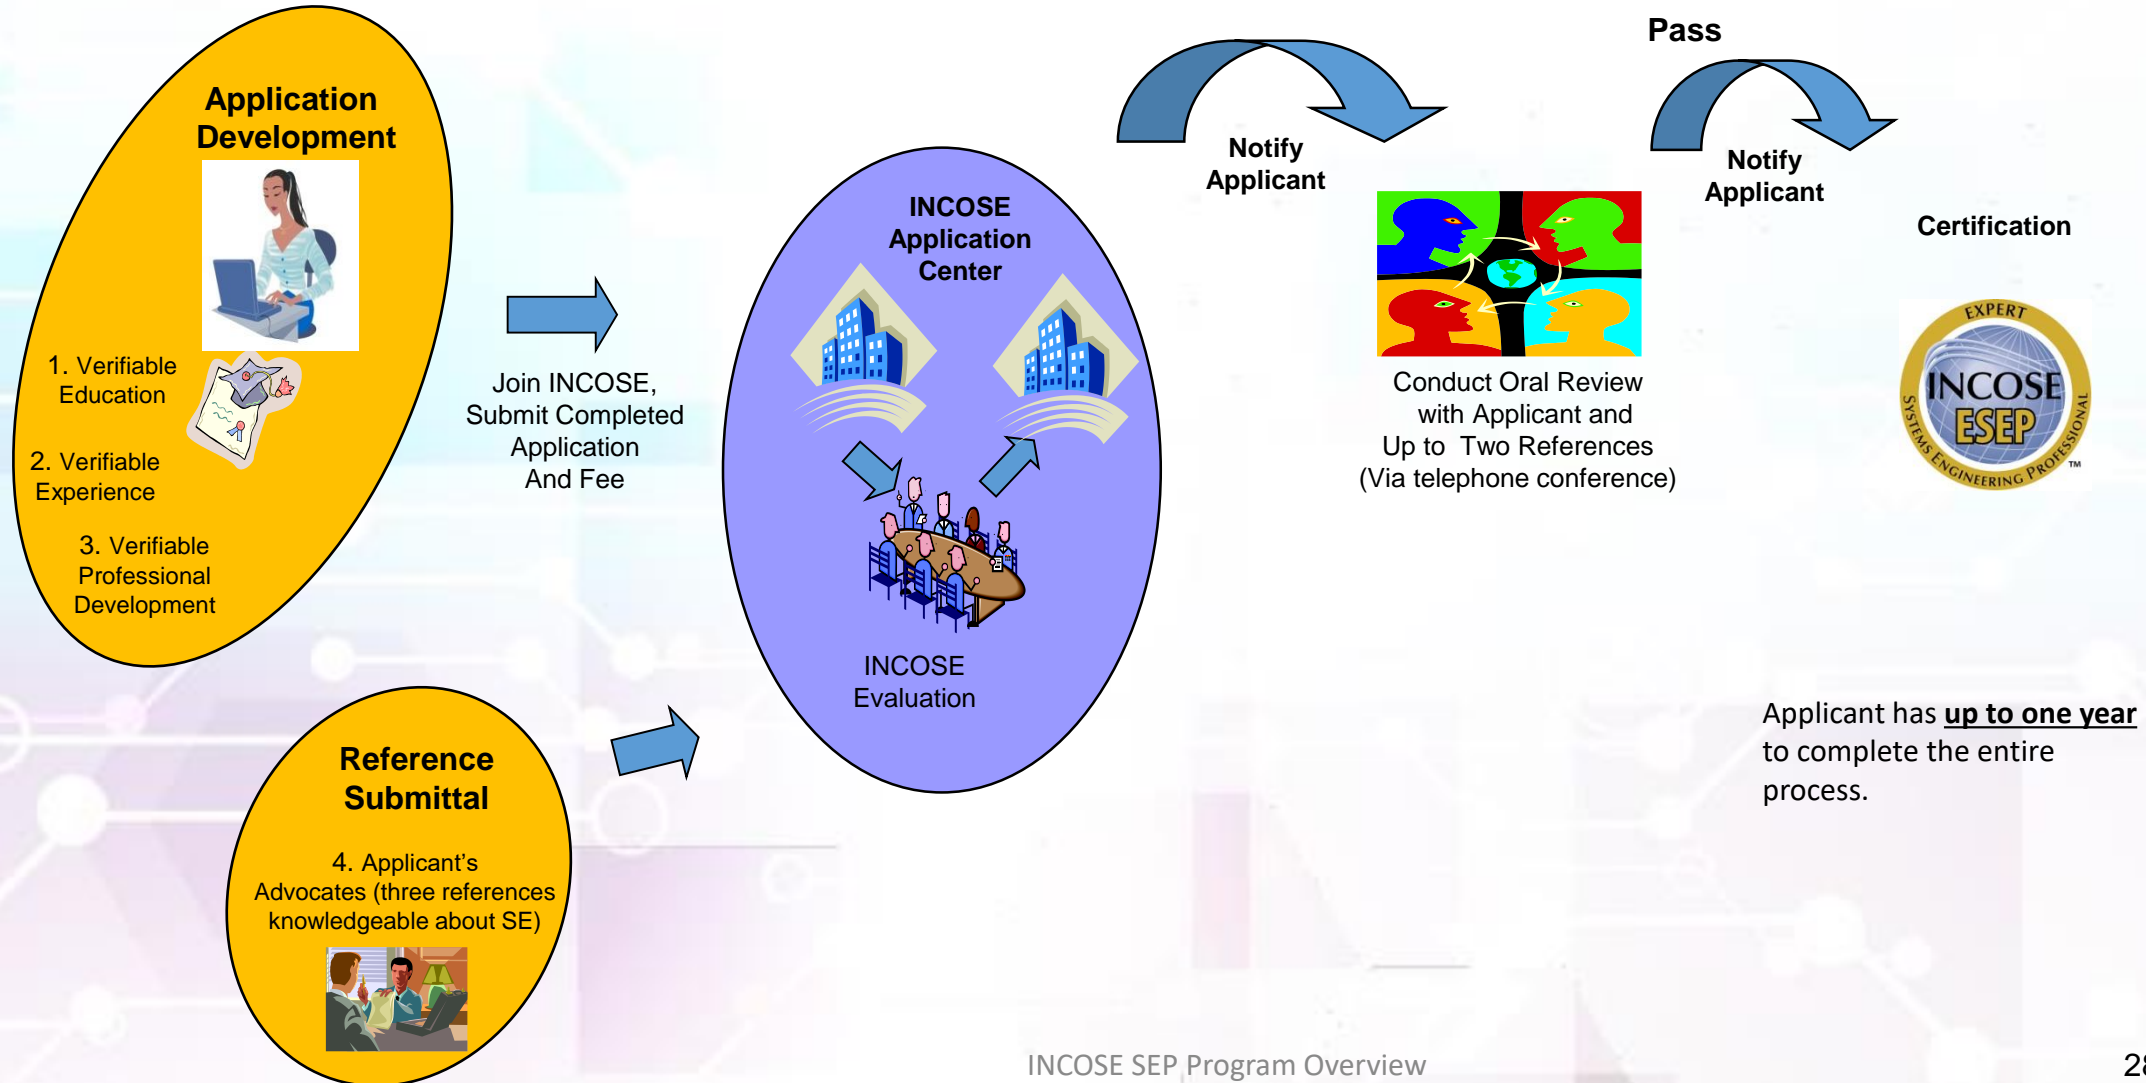 Application
Development
1. Verifiable
Education
2. Verifiable
Experience
3. Verifiable
Professional
Development
Reference
Submittal
4. Applicant’s
Advocates (three references
knowledgeable about SE)
Join INCOSE,
Submit Completed
Application
And Fee
INCOSE
Application
Center
INCOSE
Evaluation
Notify
Applicant
Conduct Oral Review
with Applicant and
Up to Two References
(Via telephone conference)
Pass
Notify
Applicant
Certification
EXPERT
INCOSE
ESEP
SYSTEMS ENGINEERING PROFESSIONAL
TM
Applicant has up to one year
to complete the entire
process.
INCOSE SEP Program Overview
28